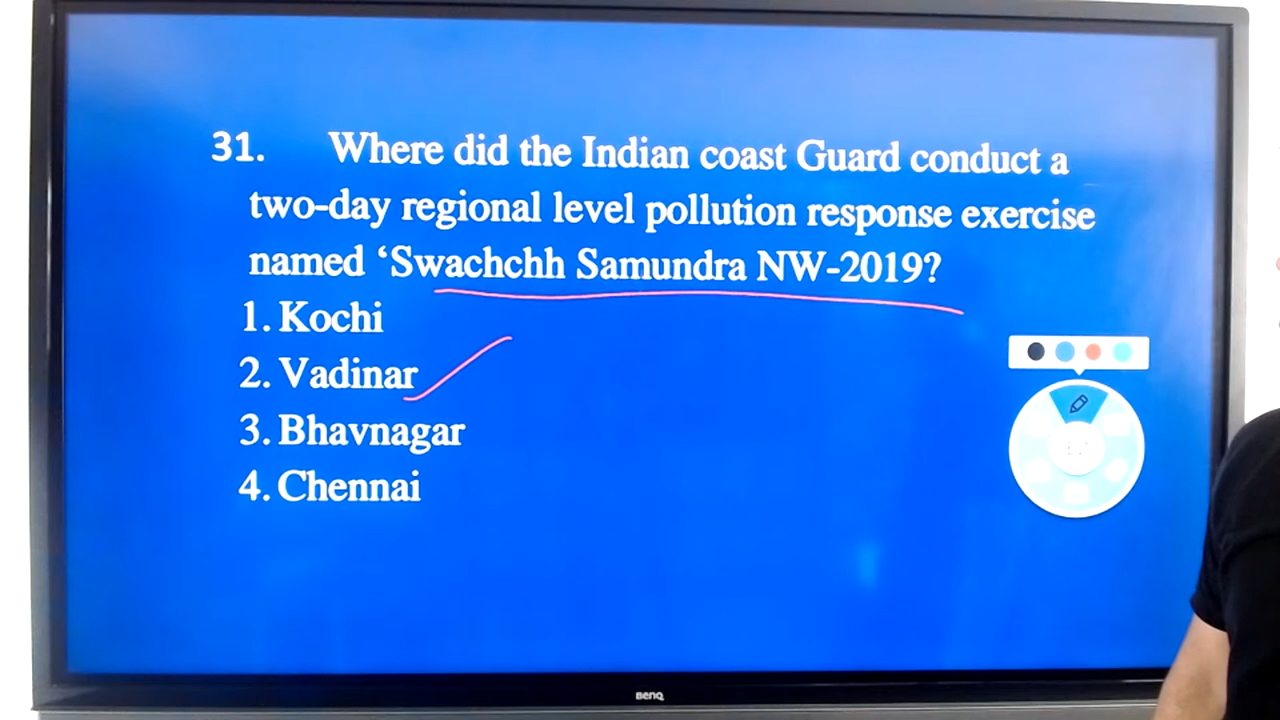 31. Where did the Indian coast Guard conduct a
two-day regional level pollution response exercise
named ‘Swachchh Samundra NW-2019?
1. Kochi
2. Vadinar
3. Bhavnagar
4. Chennai
BenQ